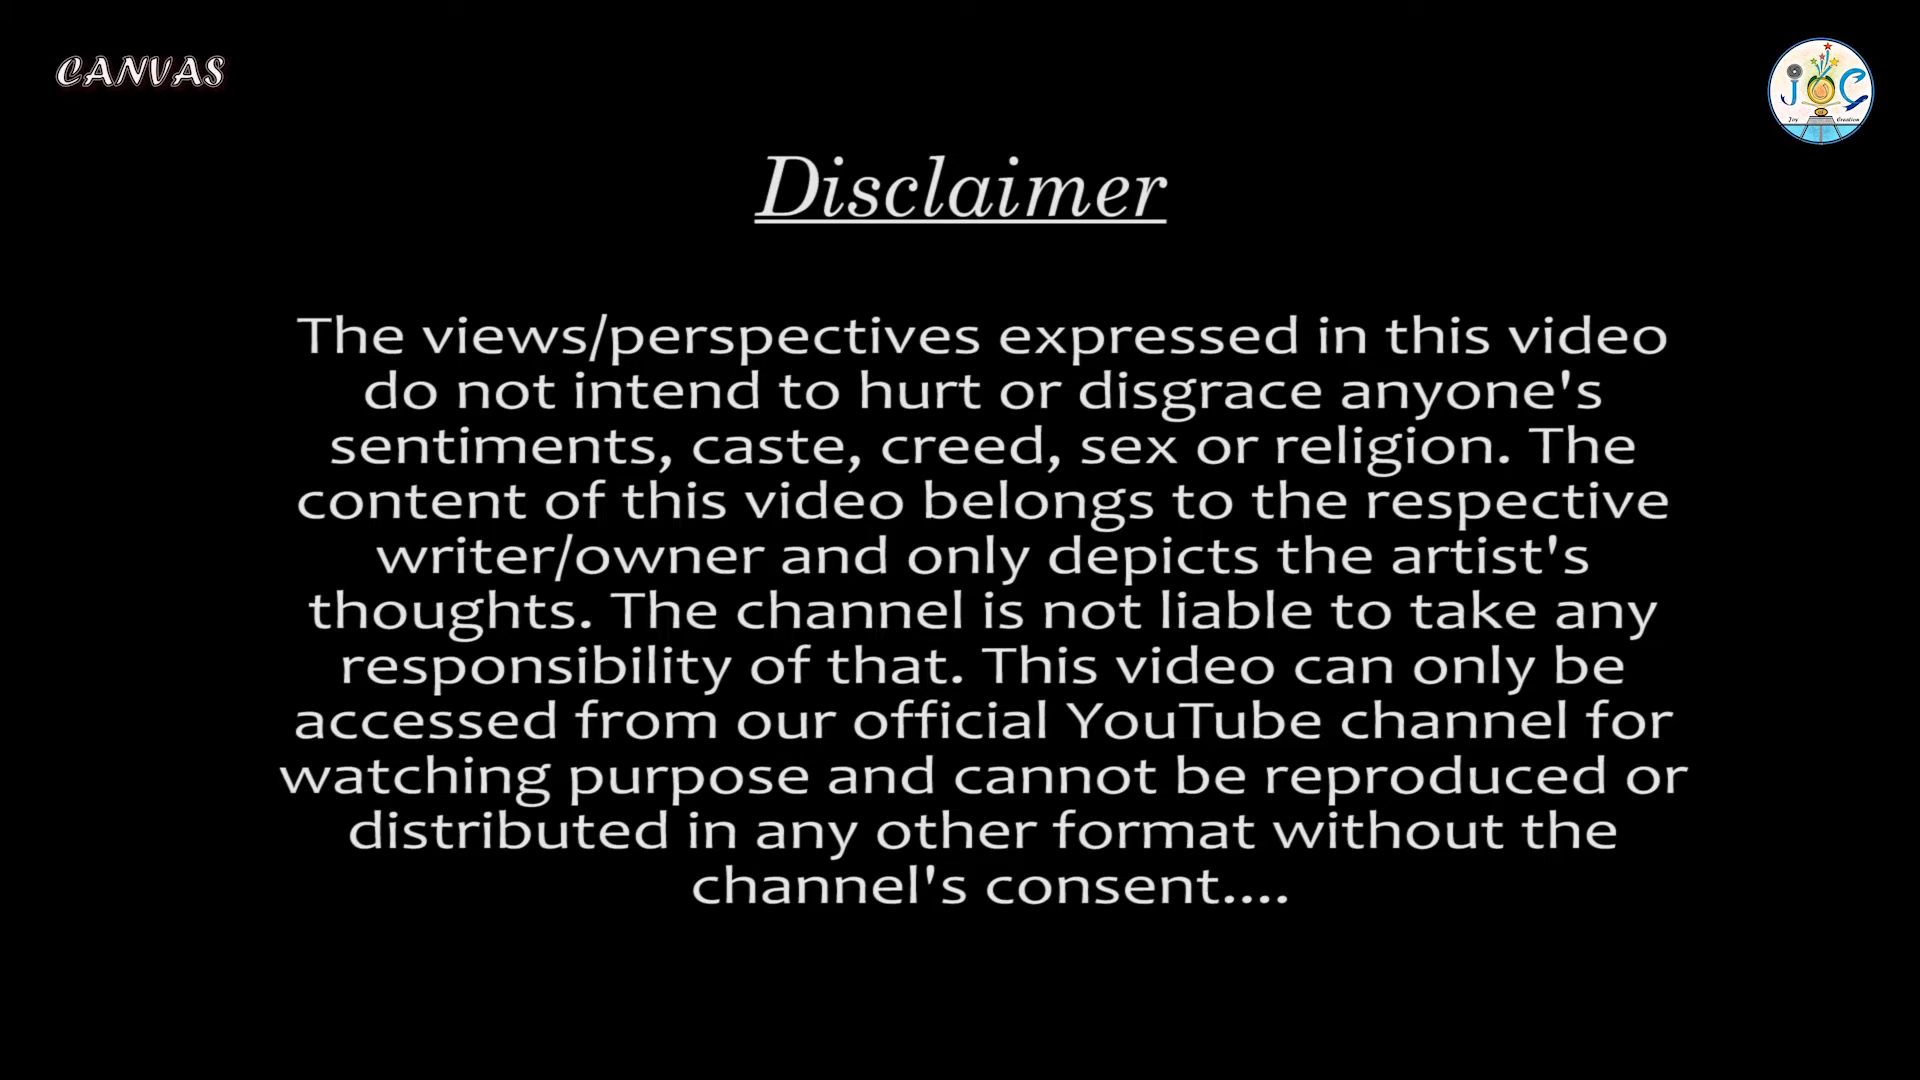 CANVAS
JOC
Joy Creation
Disclaimer
The views/perspectives expressed in this video
do not intend to hurt or disgrace anyone's
sentiments, caste, creed, sex or religion. The
content of this video belongs to the respective
writer/owner and only depicts the artist's
thoughts. The channel is not liable to take any
responsibility of that. This video can only be
accessed from our official YouTube channel for
watching purpose and cannot be reproduced or
distributed in any other format without the
channel's consent....